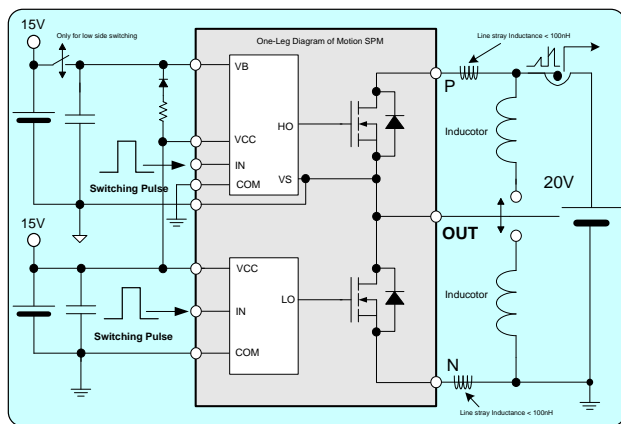 15V
Only for low side switching
One-Leg Diagram of Motion SPM
Line stray Inductance < 100nH
P
VB
HO
VCC
IN
COM
VS
Switching Pulse
Inducotor
20V
OUT
15V
VCC
IN
COM
LO
Switching Pulse
Inducotor
N
Line stray Inductance < 100nH